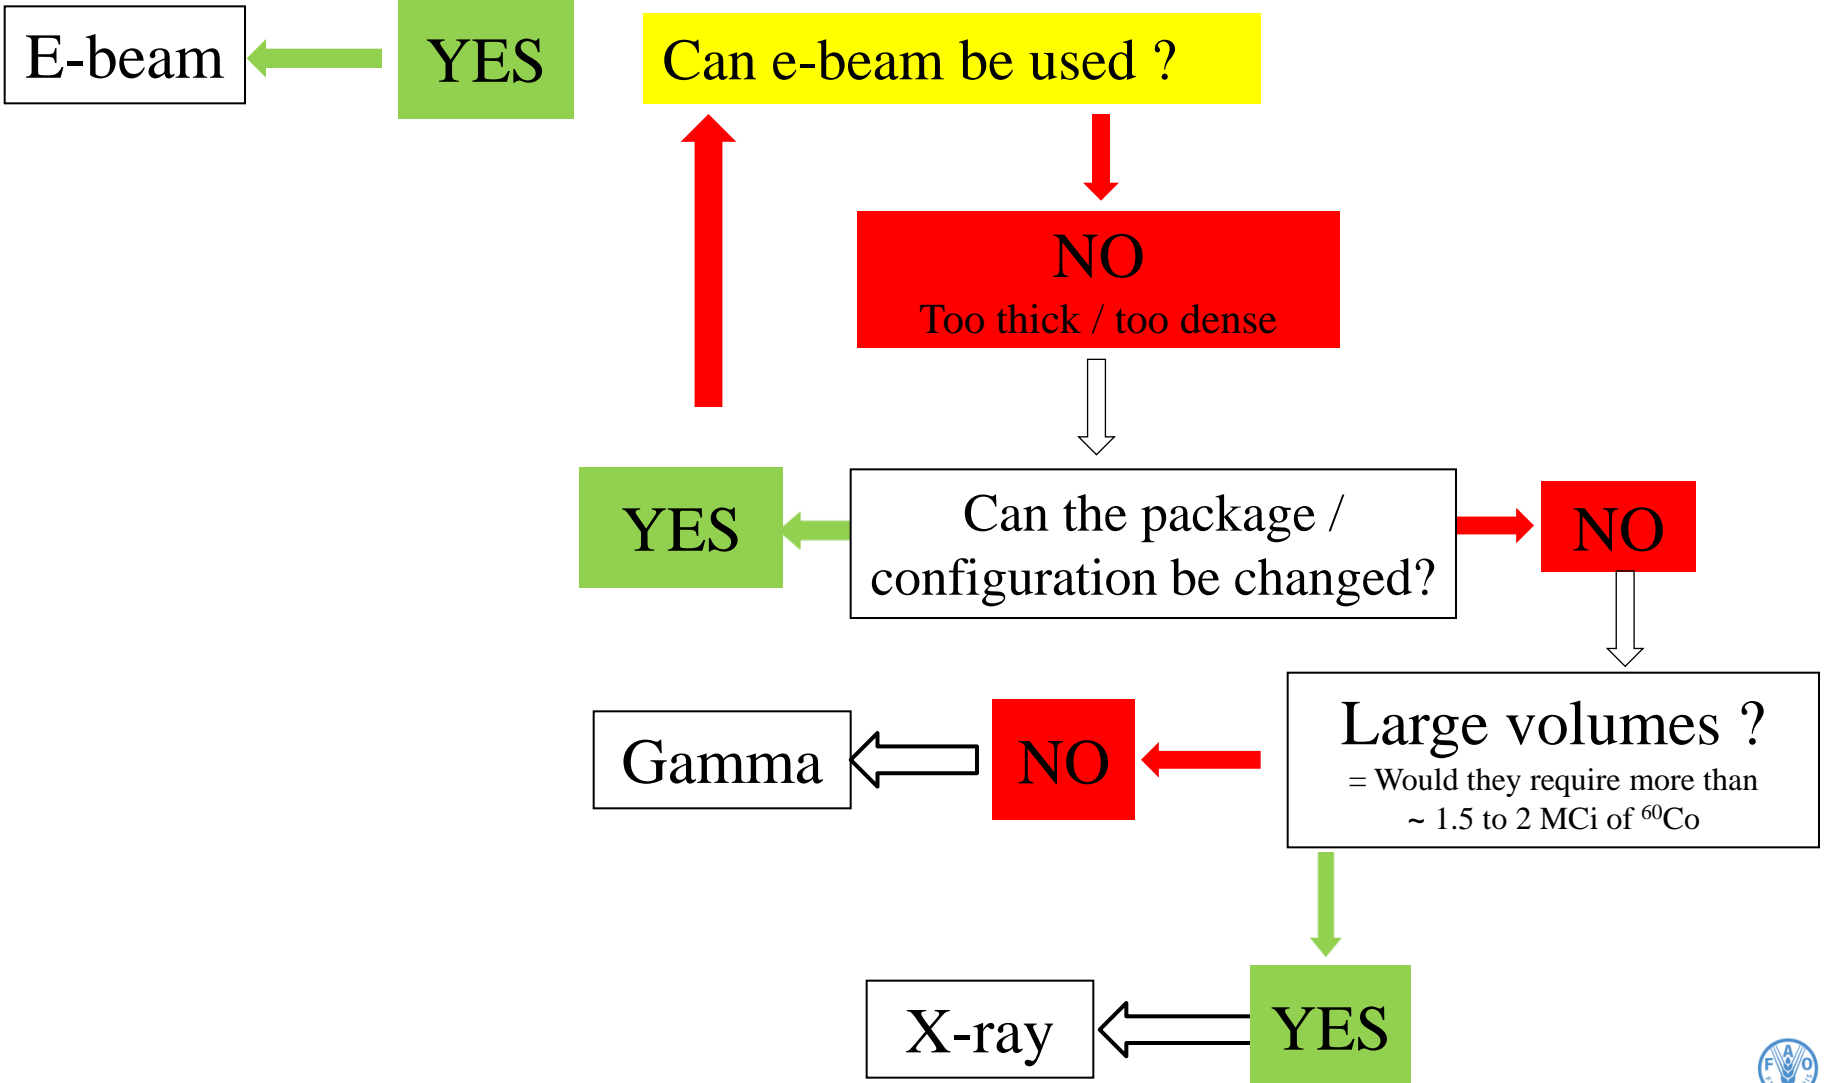 E-beam
YES
Can e-beam be used ?
NO
Too thick / too dense
YES
Can the package /
configuration be changed?
NO
Gamma
NO
Large volumes ?
= Would they require more than
~ 1.5 to 2 MCi of ⁶⁰Co
X-ray
YES
F A O